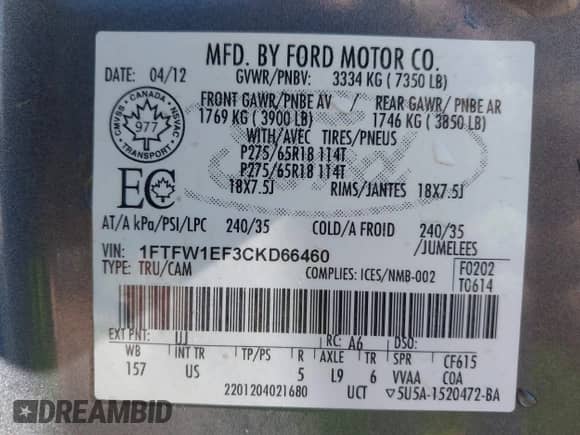 MFD. BY FORD MOTOR CO.
DATE: 04/12 GVWR/PNBV: 3334 KG ( 7350 LB)
FRONT GAWR/PNBE AV REAR GAWR/ PNBE AR
1769 KG ( 3900 LB) 1746 KG ( 3850 LB)
WITH/AVEC TIRES/PNEUS
P275/65R18 114T
P275/65R18 114T
18X7.5J RIMS/JANTES 18X7.5J
CANADA
CMVSS NSVAC
977
TRANSPORT
EC
AT/A kPa/PSI/LPC 240/35 COLD/A FROID 240/35
/JUMELEES
VIN: 1FTFW1EF3CKD66460
TYPE: TRU/CAM COMPLIES: ICES/NMB-002 F0202
T0614
EXT PNT: UJ RC: A6 DSO:
WB INT TR TP/PS R AXLE TR SPR CF615
157 US 5 L9 6 VVAA COA
2201204021680 UCT ▽5U5A-1520472-BA
DREAMBID.COM